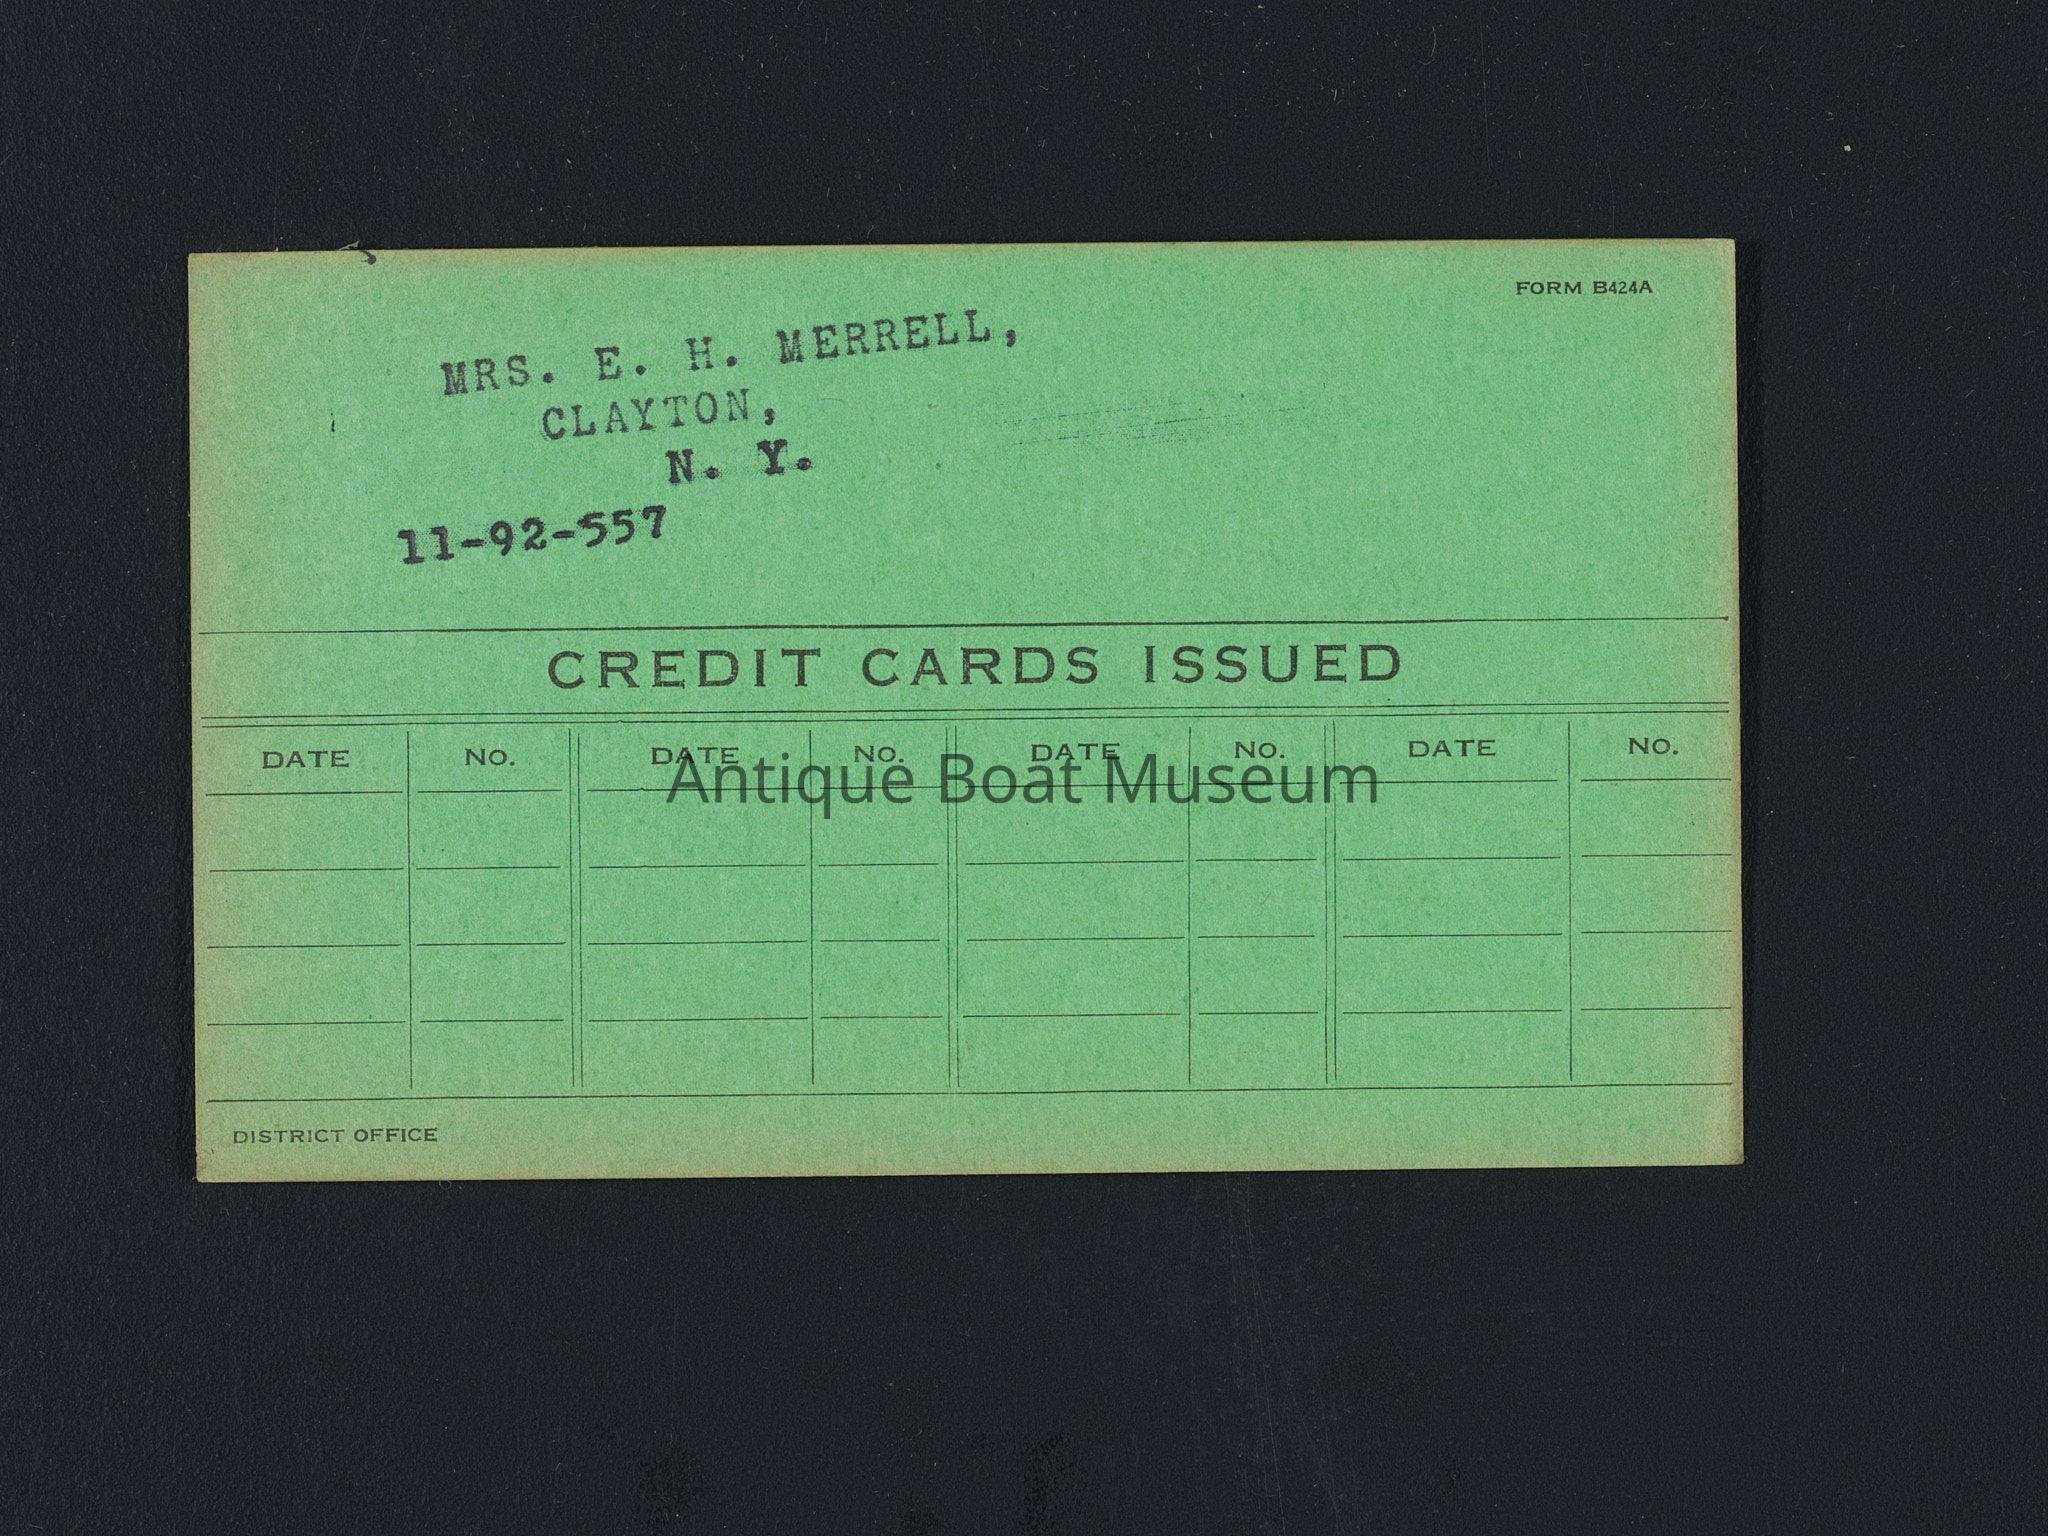 FORM B424A
MRS. E. H. MERRELL,
CLAYTON,
N. Y.
11-92-557
CREDIT CARDS ISSUED
DATE NO. DATE NO. DATE NO. DATE NO.
Antique Boat Museum
DISTRICT OFFICE